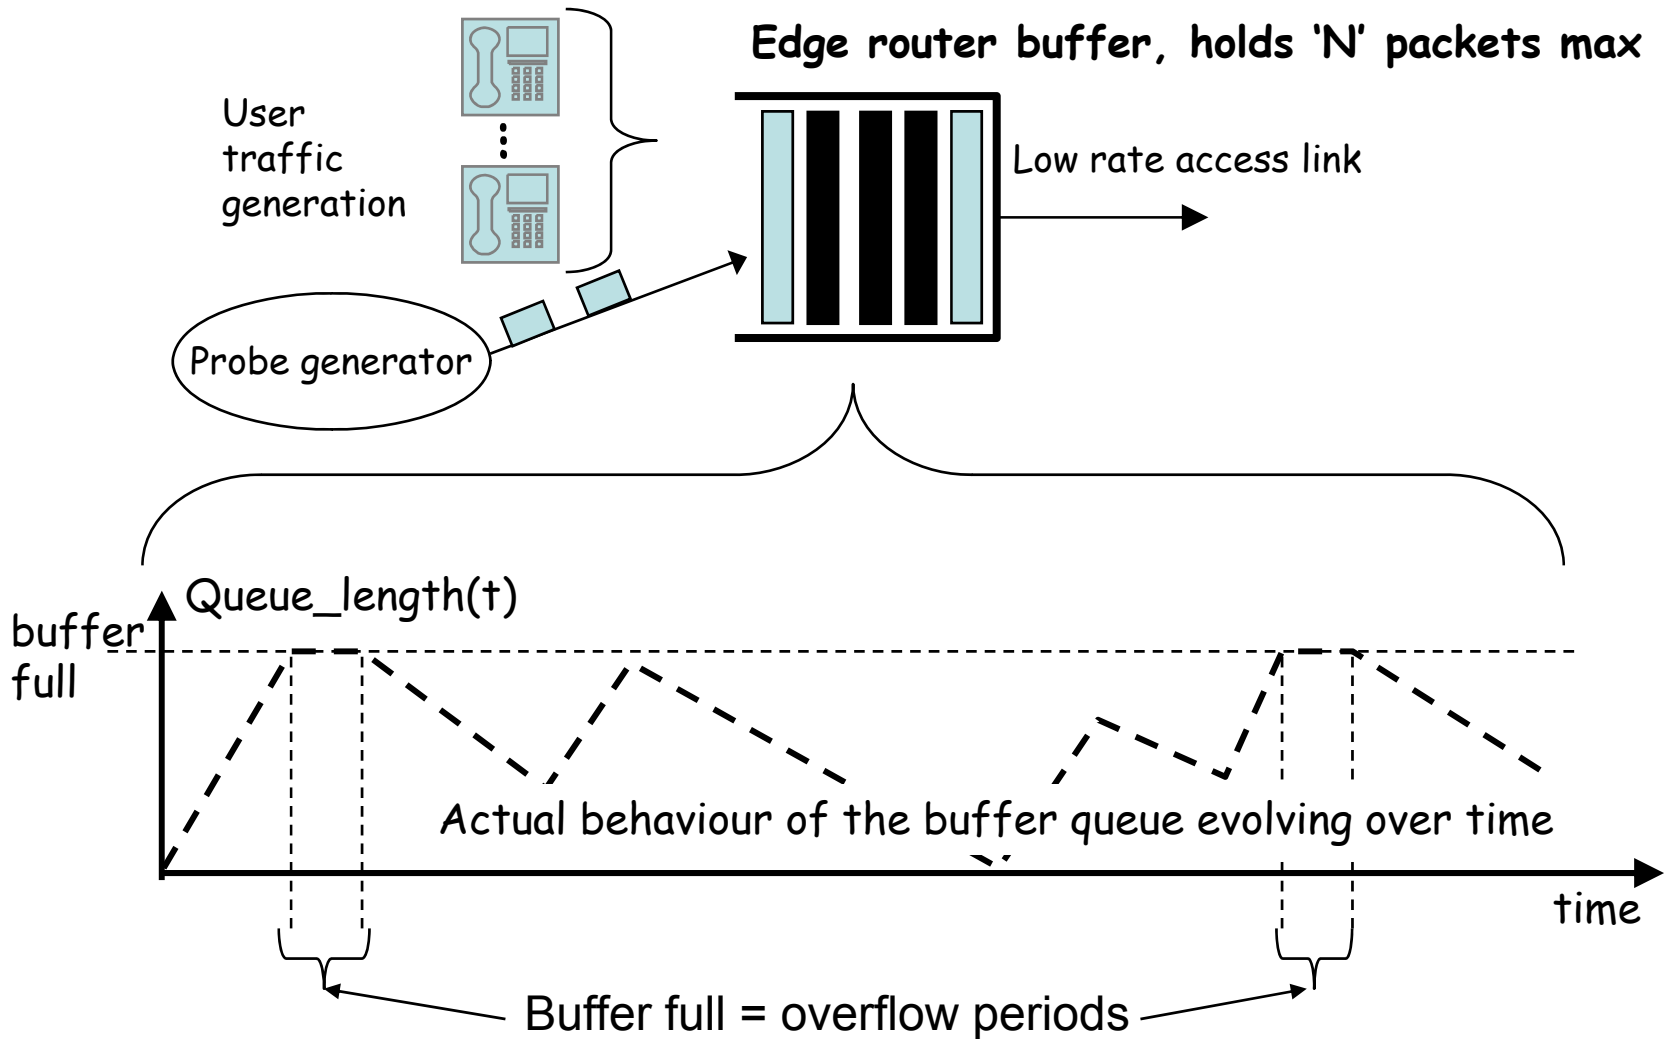 Edge router buffer, holds ‘N’ packets max
User
traffic
generation
Low rate access link
Probe generator
Queue_length(t)
buffer
full
Actual behaviour of the buffer queue evolving over time
time
Buffer full = overflow periods